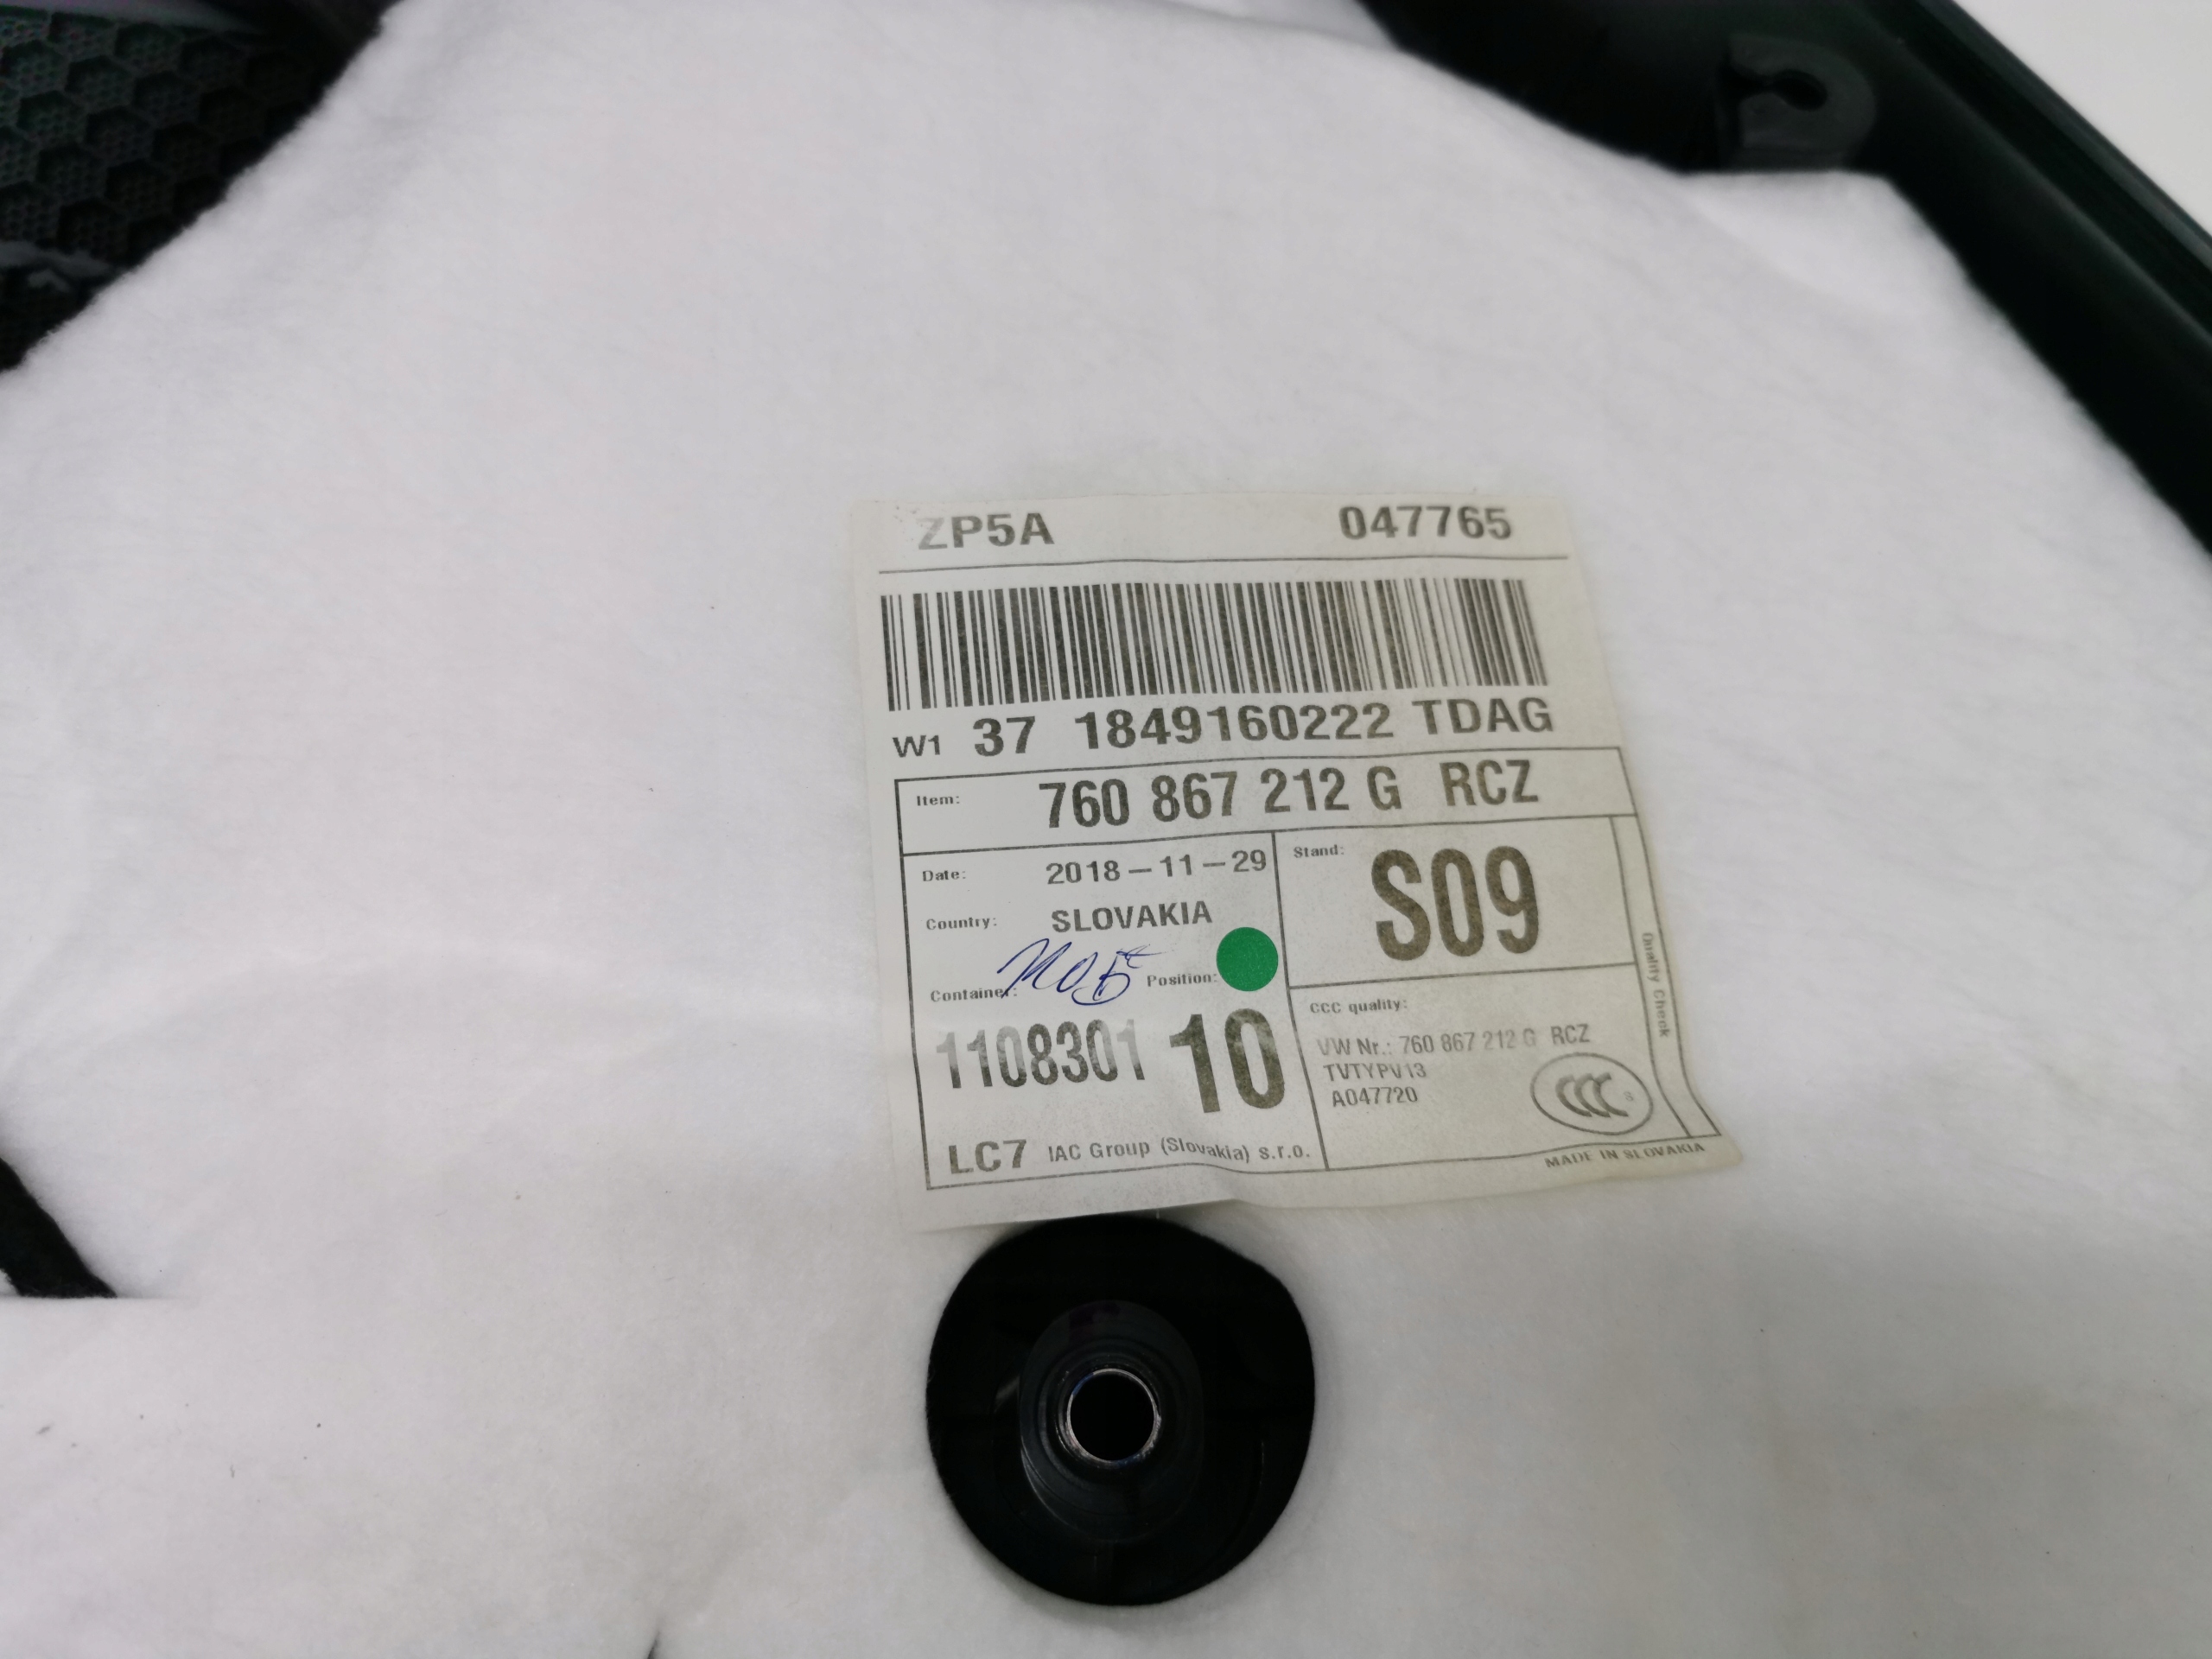 ZP5A 047765
W1 37 1849160222 TDAG
Item: 760 867 212 G RCZ
Date: 2018-11-29
Stand: S09
Country: SLOVAKIA
Container: Position:
1108301 10
LC7 IAC Group (Slovakia) s.r.o.
CCC quality:
VW Nr.: 760 867 212 G RCZ
TVTYPV13
A047720
CCC S
Quality Check
MADE IN SLOVAKIA